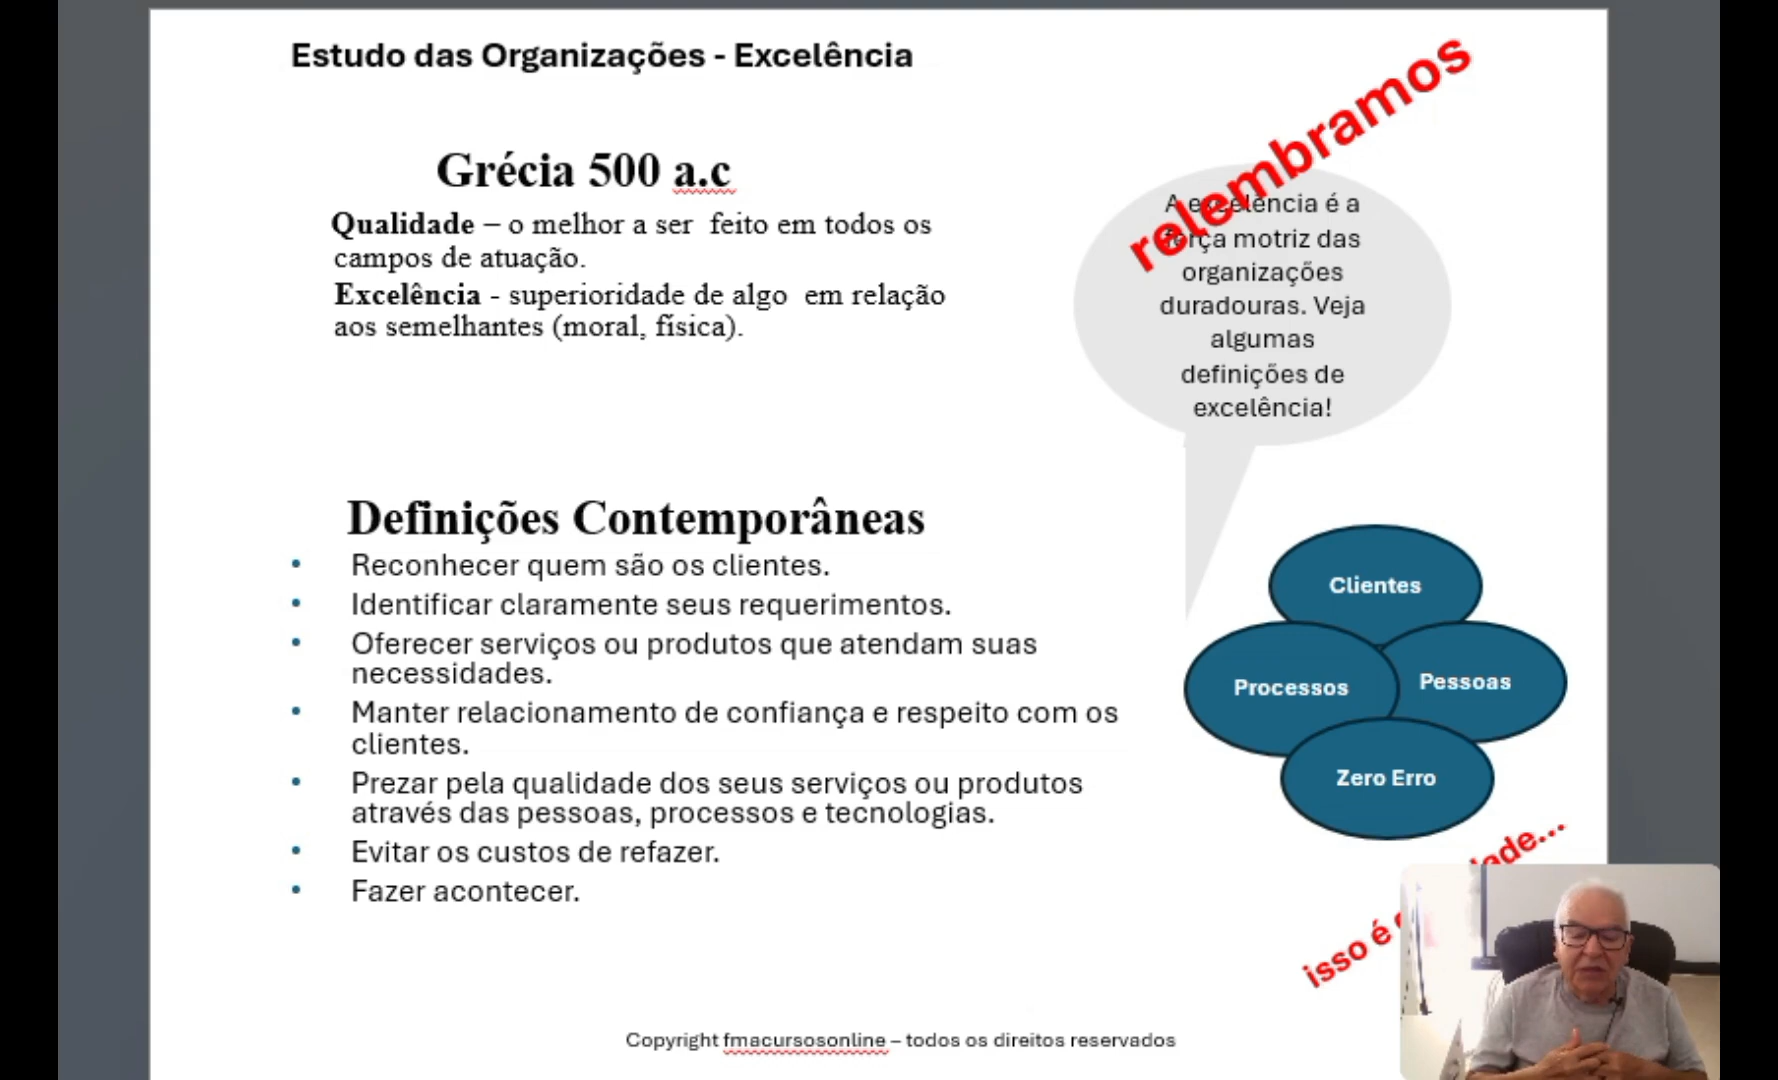 Estudo das Organizações - Excelência
relembramos
Grécia 500 a.c
Qualidade – o melhor a ser feito em todos os
campos de atuação.
Excelência - superioridade de algo em relação
aos semelhantes (moral, física).
A excelência é a
força motriz das
organizações
duradouras. Veja
algumas
definições de
excelência!
Definições Contemporâneas
• Reconhecer quem são os clientes.
• Identificar claramente seus requerimentos.
• Oferecer serviços ou produtos que atendam suas
necessidades.
• Manter relacionamento de confiança e respeito com os
clientes.
• Prezar pela qualidade dos seus serviços ou produtos
através das pessoas, processos e tecnologias.
• Evitar os custos de refazer.
• Fazer acontecer.
Clientes
Processos
Pessoas
Zero Erro
isso é
Copyright fmacursosonline – todos os direitos reservados